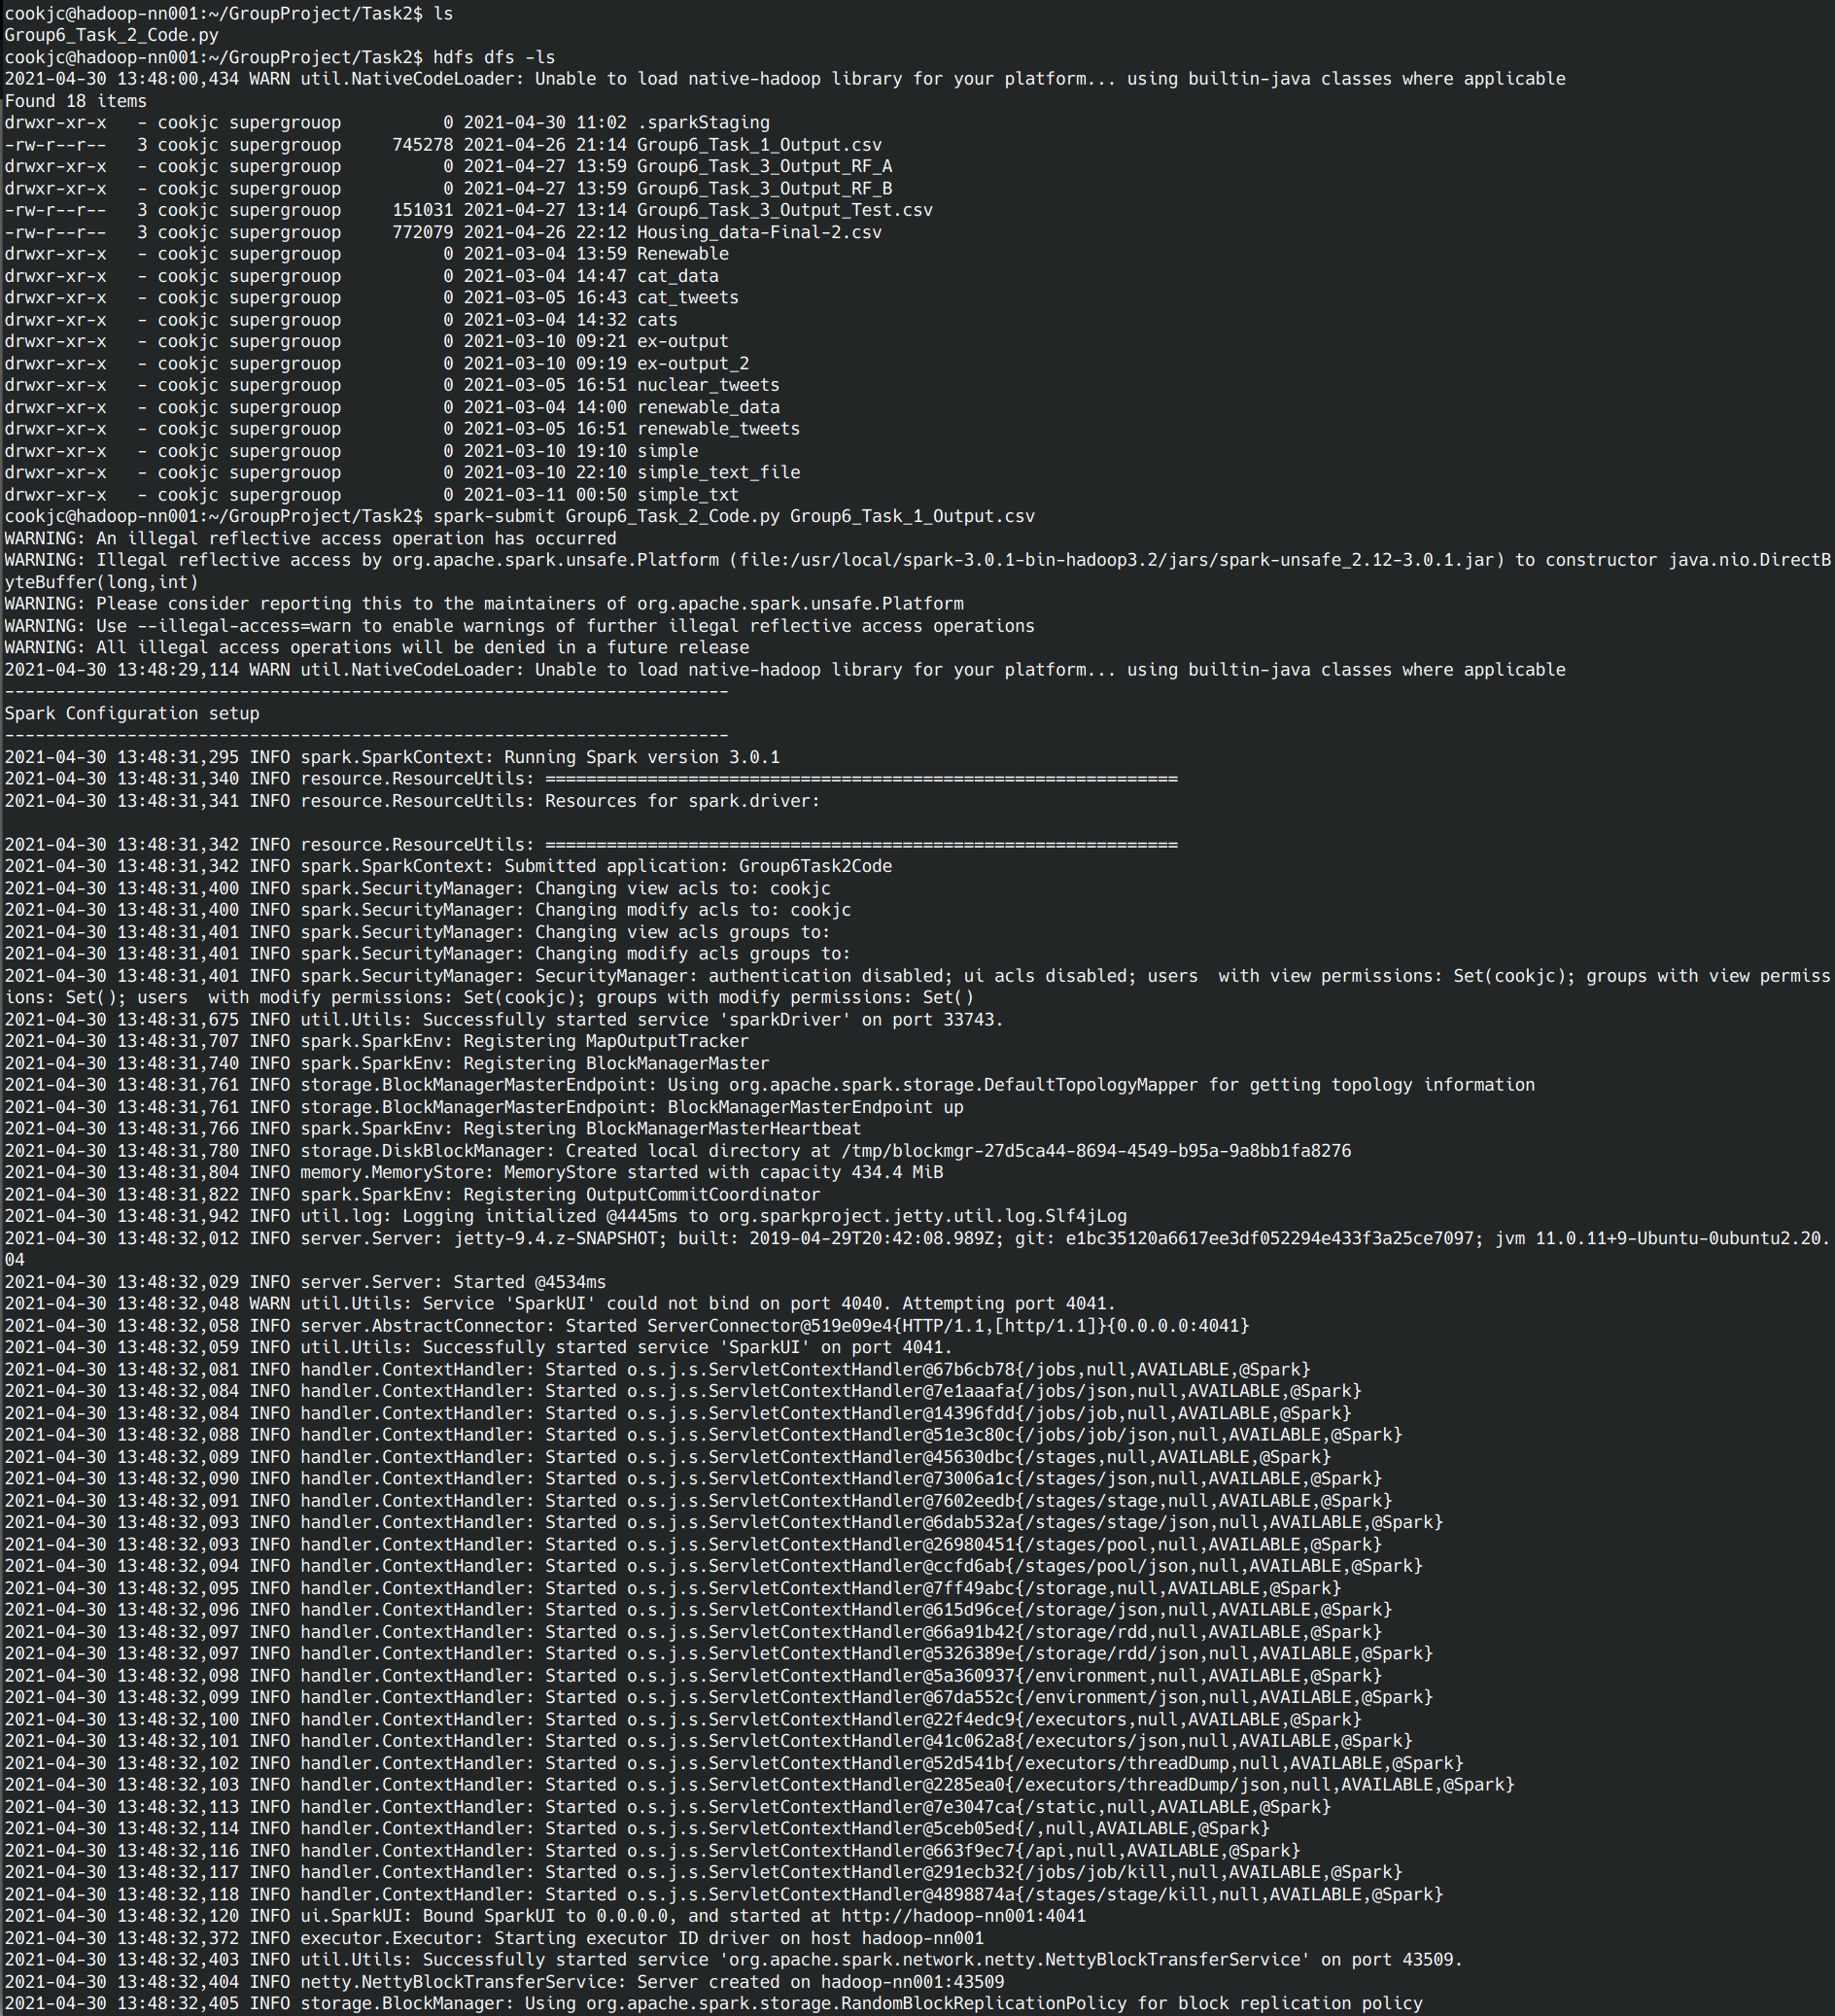 cookjc@hadoop-nn001:~/GroupProject/Task2$ ls
Group6_Task_2_Code.py
cookjc@hadoop-nn001:~/GroupProject/Task2$ hdfs dfs -ls
2021-04-30 13:48:00,434 WARN util.NativeCodeLoader: Unable to load native-hadoop library for your platform... using builtin-java classes where applicable
Found 18 items
drwxr-xr-x   - cookjc supergrouop          0 2021-04-30 11:02 .sparkStaging
-rw-r--r--   3 cookjc supergrouop     745278 2021-04-26 21:14 Group6_Task_1_Output.csv
drwxr-xr-x   - cookjc supergrouop          0 2021-04-27 13:59 Group6_Task_3_Output_RF_A
drwxr-xr-x   - cookjc supergrouop          0 2021-04-27 13:59 Group6_Task_3_Output_RF_B
-rw-r--r--   3 cookjc supergrouop     151031 2021-04-27 13:14 Group6_Task_3_Output_Test.csv
-rw-r--r--   3 cookjc supergrouop     772079 2021-04-26 22:12 Housing_data-Final-2.csv
drwxr-xr-x   - cookjc supergrouop          0 2021-03-04 13:59 Renewable
drwxr-xr-x   - cookjc supergrouop          0 2021-03-04 14:47 cat_data
drwxr-xr-x   - cookjc supergrouop          0 2021-03-05 16:43 cat_tweets
drwxr-xr-x   - cookjc supergrouop          0 2021-03-04 14:32 cats
drwxr-xr-x   - cookjc supergrouop          0 2021-03-10 09:21 ex-output
drwxr-xr-x   - cookjc supergrouop          0 2021-03-10 09:19 ex-output_2
drwxr-xr-x   - cookjc supergrouop          0 2021-03-05 16:51 nuclear_tweets
drwxr-xr-x   - cookjc supergrouop          0 2021-03-04 14:00 renewable_data
drwxr-xr-x   - cookjc supergrouop          0 2021-03-05 16:51 renewable_tweets
drwxr-xr-x   - cookjc supergrouop          0 2021-03-10 19:10 simple
drwxr-xr-x   - cookjc supergrouop          0 2021-03-10 22:10 simple_text_file
drwxr-xr-x   - cookjc supergrouop          0 2021-03-11 00:50 simple_txt
cookjc@hadoop-nn001:~/GroupProject/Task2$ spark-submit Group6_Task_2_Code.py Group6_Task_1_Output.csv
WARNING: An illegal reflective access operation has occurred
WARNING: Illegal reflective access by org.apache.spark.unsafe.Platform (file:/usr/local/spark-3.0.1-bin-hadoop3.2/jars/spark-unsafe_2.12-3.0.1.jar) to constructor java.nio.DirectB
yteBuffer(long,int)
WARNING: Please consider reporting this to the maintainers of org.apache.spark.unsafe.Platform
WARNING: Use --illegal-access=warn to enable warnings of further illegal reflective access operations
WARNING: All illegal access operations will be denied in a future release
2021-04-30 13:48:29,114 WARN util.NativeCodeLoader: Unable to load native-hadoop library for your platform... using builtin-java classes where applicable
-----------------------------------------------------------------------
Spark Configuration setup
-----------------------------------------------------------------------
2021-04-30 13:48:31,295 INFO spark.SparkContext: Running Spark version 3.0.1
2021-04-30 13:48:31,340 INFO resource.ResourceUtils: ==============================================================
2021-04-30 13:48:31,341 INFO resource.ResourceUtils: Resources for spark.driver:
2021-04-30 13:48:31,342 INFO resource.ResourceUtils: ==============================================================
2021-04-30 13:48:31,342 INFO spark.SparkContext: Submitted application: Group6Task2Code
2021-04-30 13:48:31,400 INFO spark.SecurityManager: Changing view acls to: cookjc
2021-04-30 13:48:31,400 INFO spark.SecurityManager: Changing modify acls to: cookjc
2021-04-30 13:48:31,401 INFO spark.SecurityManager: Changing view acls groups to:
2021-04-30 13:48:31,401 INFO spark.SecurityManager: Changing modify acls groups to:
2021-04-30 13:48:31,401 INFO spark.SecurityManager: SecurityManager: authentication disabled; ui acls disabled; users  with view permissions: Set(cookjc); groups with view permiss
ions: Set(); users  with modify permissions: Set(cookjc); groups with modify permissions: Set()
2021-04-30 13:48:31,675 INFO util.Utils: Successfully started service 'sparkDriver' on port 33743.
2021-04-30 13:48:31,707 INFO spark.SparkEnv: Registering MapOutputTracker
2021-04-30 13:48:31,740 INFO spark.SparkEnv: Registering BlockManagerMaster
2021-04-30 13:48:31,761 INFO storage.BlockManagerMasterEndpoint: Using org.apache.spark.storage.DefaultTopologyMapper for getting topology information
2021-04-30 13:48:31,761 INFO storage.BlockManagerMasterEndpoint: BlockManagerMasterEndpoint up
2021-04-30 13:48:31,766 INFO spark.SparkEnv: Registering BlockManagerMasterHeartbeat
2021-04-30 13:48:31,780 INFO storage.DiskBlockManager: Created local directory at /tmp/blockmgr-27d5ca44-8694-4549-b95a-9a8bb1fa8276
2021-04-30 13:48:31,804 INFO memory.MemoryStore: MemoryStore started with capacity 434.4 MiB
2021-04-30 13:48:31,822 INFO spark.SparkEnv: Registering OutputCommitCoordinator
2021-04-30 13:48:31,942 INFO util.log: Logging initialized @4445ms to org.sparkproject.jetty.util.log.Slf4jLog
2021-04-30 13:48:32,012 INFO server.Server: jetty-9.4.z-SNAPSHOT; built: 2019-04-29T20:42:08.989Z; git: e1bc35120a6617ee3df052294e433f3a25ce7097; jvm 11.0.11+9-Ubuntu-0ubuntu2.20.
04
2021-04-30 13:48:32,029 INFO server.Server: Started @4534ms
2021-04-30 13:48:32,048 WARN util.Utils: Service 'SparkUI' could not bind on port 4040. Attempting port 4041.
2021-04-30 13:48:32,058 INFO server.AbstractConnector: Started ServerConnector@519e09e4{HTTP/1.1,[http/1.1]}{0.0.0.0:4041}
2021-04-30 13:48:32,059 INFO util.Utils: Successfully started service 'SparkUI' on port 4041.
2021-04-30 13:48:32,081 INFO handler.ContextHandler: Started o.s.j.s.ServletContextHandler@67b6cb78{/jobs,null,AVAILABLE,@Spark}
2021-04-30 13:48:32,084 INFO handler.ContextHandler: Started o.s.j.s.ServletContextHandler@7e1aaafa{/jobs/json,null,AVAILABLE,@Spark}
2021-04-30 13:48:32,084 INFO handler.ContextHandler: Started o.s.j.s.ServletContextHandler@14396fdd{/jobs/job,null,AVAILABLE,@Spark}
2021-04-30 13:48:32,088 INFO handler.ContextHandler: Started o.s.j.s.ServletContextHandler@51e3c80c{/jobs/job/json,null,AVAILABLE,@Spark}
2021-04-30 13:48:32,089 INFO handler.ContextHandler: Started o.s.j.s.ServletContextHandler@45630dbc{/stages,null,AVAILABLE,@Spark}
2021-04-30 13:48:32,090 INFO handler.ContextHandler: Started o.s.j.s.ServletContextHandler@73006a1c{/stages/json,null,AVAILABLE,@Spark}
2021-04-30 13:48:32,091 INFO handler.ContextHandler: Started o.s.j.s.ServletContextHandler@7602eedb{/stages/stage,null,AVAILABLE,@Spark}
2021-04-30 13:48:32,093 INFO handler.ContextHandler: Started o.s.j.s.ServletContextHandler@6dab532a{/stages/stage/json,null,AVAILABLE,@Spark}
2021-04-30 13:48:32,093 INFO handler.ContextHandler: Started o.s.j.s.ServletContextHandler@26980451{/stages/pool,null,AVAILABLE,@Spark}
2021-04-30 13:48:32,094 INFO handler.ContextHandler: Started o.s.j.s.ServletContextHandler@ccfd6ab{/stages/pool/json,null,AVAILABLE,@Spark}
2021-04-30 13:48:32,095 INFO handler.ContextHandler: Started o.s.j.s.ServletContextHandler@7ff49abc{/storage,null,AVAILABLE,@Spark}
2021-04-30 13:48:32,096 INFO handler.ContextHandler: Started o.s.j.s.ServletContextHandler@615d96ce{/storage/json,null,AVAILABLE,@Spark}
2021-04-30 13:48:32,097 INFO handler.ContextHandler: Started o.s.j.s.ServletContextHandler@66a91b42{/storage/rdd,null,AVAILABLE,@Spark}
2021-04-30 13:48:32,097 INFO handler.ContextHandler: Started o.s.j.s.ServletContextHandler@5326389e{/storage/rdd/json,null,AVAILABLE,@Spark}
2021-04-30 13:48:32,098 INFO handler.ContextHandler: Started o.s.j.s.ServletContextHandler@5a360937{/environment,null,AVAILABLE,@Spark}
2021-04-30 13:48:32,099 INFO handler.ContextHandler: Started o.s.j.s.ServletContextHandler@67da552c{/environment/json,null,AVAILABLE,@Spark}
2021-04-30 13:48:32,100 INFO handler.ContextHandler: Started o.s.j.s.ServletContextHandler@22f4edc9{/executors,null,AVAILABLE,@Spark}
2021-04-30 13:48:32,101 INFO handler.ContextHandler: Started o.s.j.s.ServletContextHandler@41c062a8{/executors/json,null,AVAILABLE,@Spark}
2021-04-30 13:48:32,102 INFO handler.ContextHandler: Started o.s.j.s.ServletContextHandler@52d541b{/executors/threadDump,null,AVAILABLE,@Spark}
2021-04-30 13:48:32,103 INFO handler.ContextHandler: Started o.s.j.s.ServletContextHandler@2285ea0{/executors/threadDump/json,null,AVAILABLE,@Spark}
2021-04-30 13:48:32,113 INFO handler.ContextHandler: Started o.s.j.s.ServletContextHandler@7e3047ca{/static,null,AVAILABLE,@Spark}
2021-04-30 13:48:32,114 INFO handler.ContextHandler: Started o.s.j.s.ServletContextHandler@5ceb05ed{/,null,AVAILABLE,@Spark}
2021-04-30 13:48:32,116 INFO handler.ContextHandler: Started o.s.j.s.ServletContextHandler@663f9ec7{/api,null,AVAILABLE,@Spark}
2021-04-30 13:48:32,117 INFO handler.ContextHandler: Started o.s.j.s.ServletContextHandler@291ecb32{/jobs/job/kill,null,AVAILABLE,@Spark}
2021-04-30 13:48:32,118 INFO handler.ContextHandler: Started o.s.j.s.ServletContextHandler@4898874a{/stages/stage/kill,null,AVAILABLE,@Spark}
2021-04-30 13:48:32,120 INFO ui.SparkUI: Bound SparkUI to 0.0.0.0, and started at http://hadoop-nn001:4041
2021-04-30 13:48:32,372 INFO executor.Executor: Starting executor ID driver on host hadoop-nn001
2021-04-30 13:48:32,403 INFO util.Utils: Successfully started service 'org.apache.spark.network.netty.NettyBlockTransferService' on port 43509.
2021-04-30 13:48:32,404 INFO netty.NettyBlockTransferService: Server created on hadoop-nn001:43509
2021-04-30 13:48:32,405 INFO storage.BlockManager: Using org.apache.spark.storage.RandomBlockReplicationPolicy for block replication policy